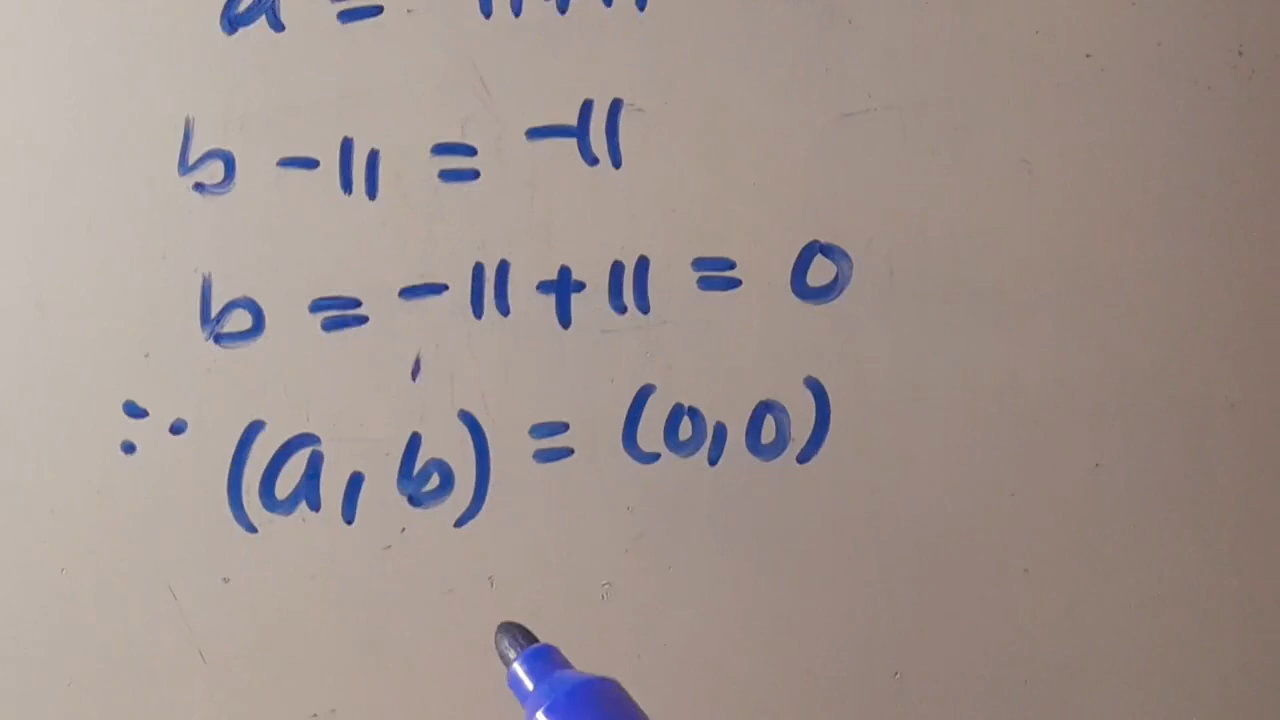 a =
b - 11 = -11
b = -11 + 11 = 0
∴ (a, b) = (0, 0)